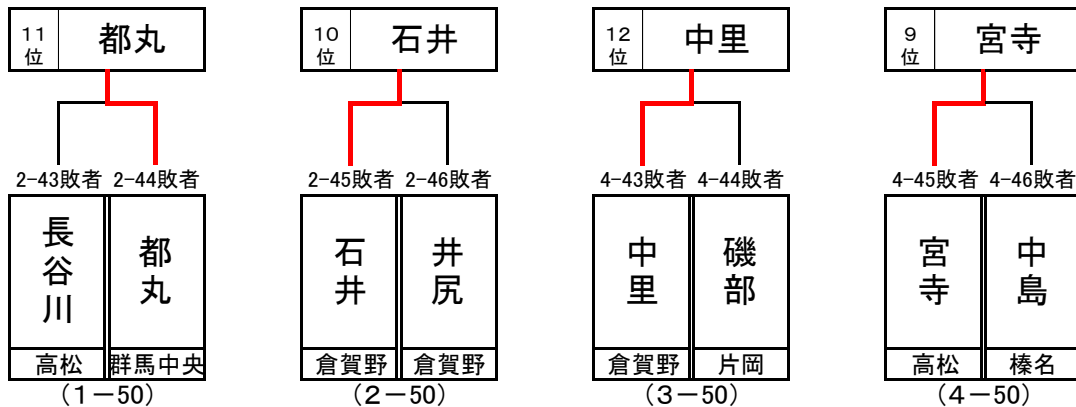 11位 都丸 10位 石井 12位 中里 9位 宮寺
2-43敗者 2-44敗者 2-45敗者 2-46敗者 4-43敗者 4-44敗者 4-45敗者 4-46敗者
長谷川 都丸 石井 井尻 中里 磯部 宮寺 中島
高松 群馬中央 倉賀野 倉賀野 倉賀野 片岡 高松 榛名
(1-50) (2-50) (3-50) (4-50)